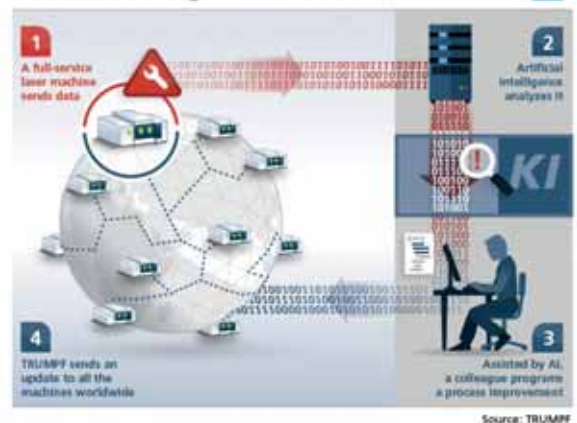 1
A full-service
laser machine
sends data
2
Artificial
intelligence
analyzes it
!
KI
4
TRUMPF sends an
update to all the
machines worldwide
3
Assisted by AI,
a colleague programs
a process improvement
Source: TRUMPF